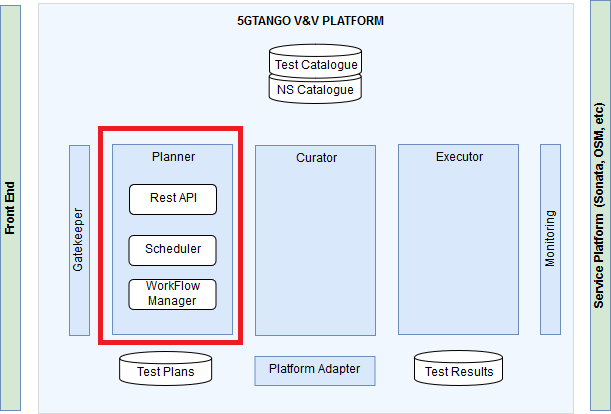 5GTANGO V&V PLATFORM
Test Catalogue
NS Catalogue
Front End
Gatekeeper
Planner
Rest API
Scheduler
WorkFlow
Manager
Curator
Executor
Monitoring
Service Platform (Sonata, OSM, etc)
Test Plans
Platform Adapter
Test Results